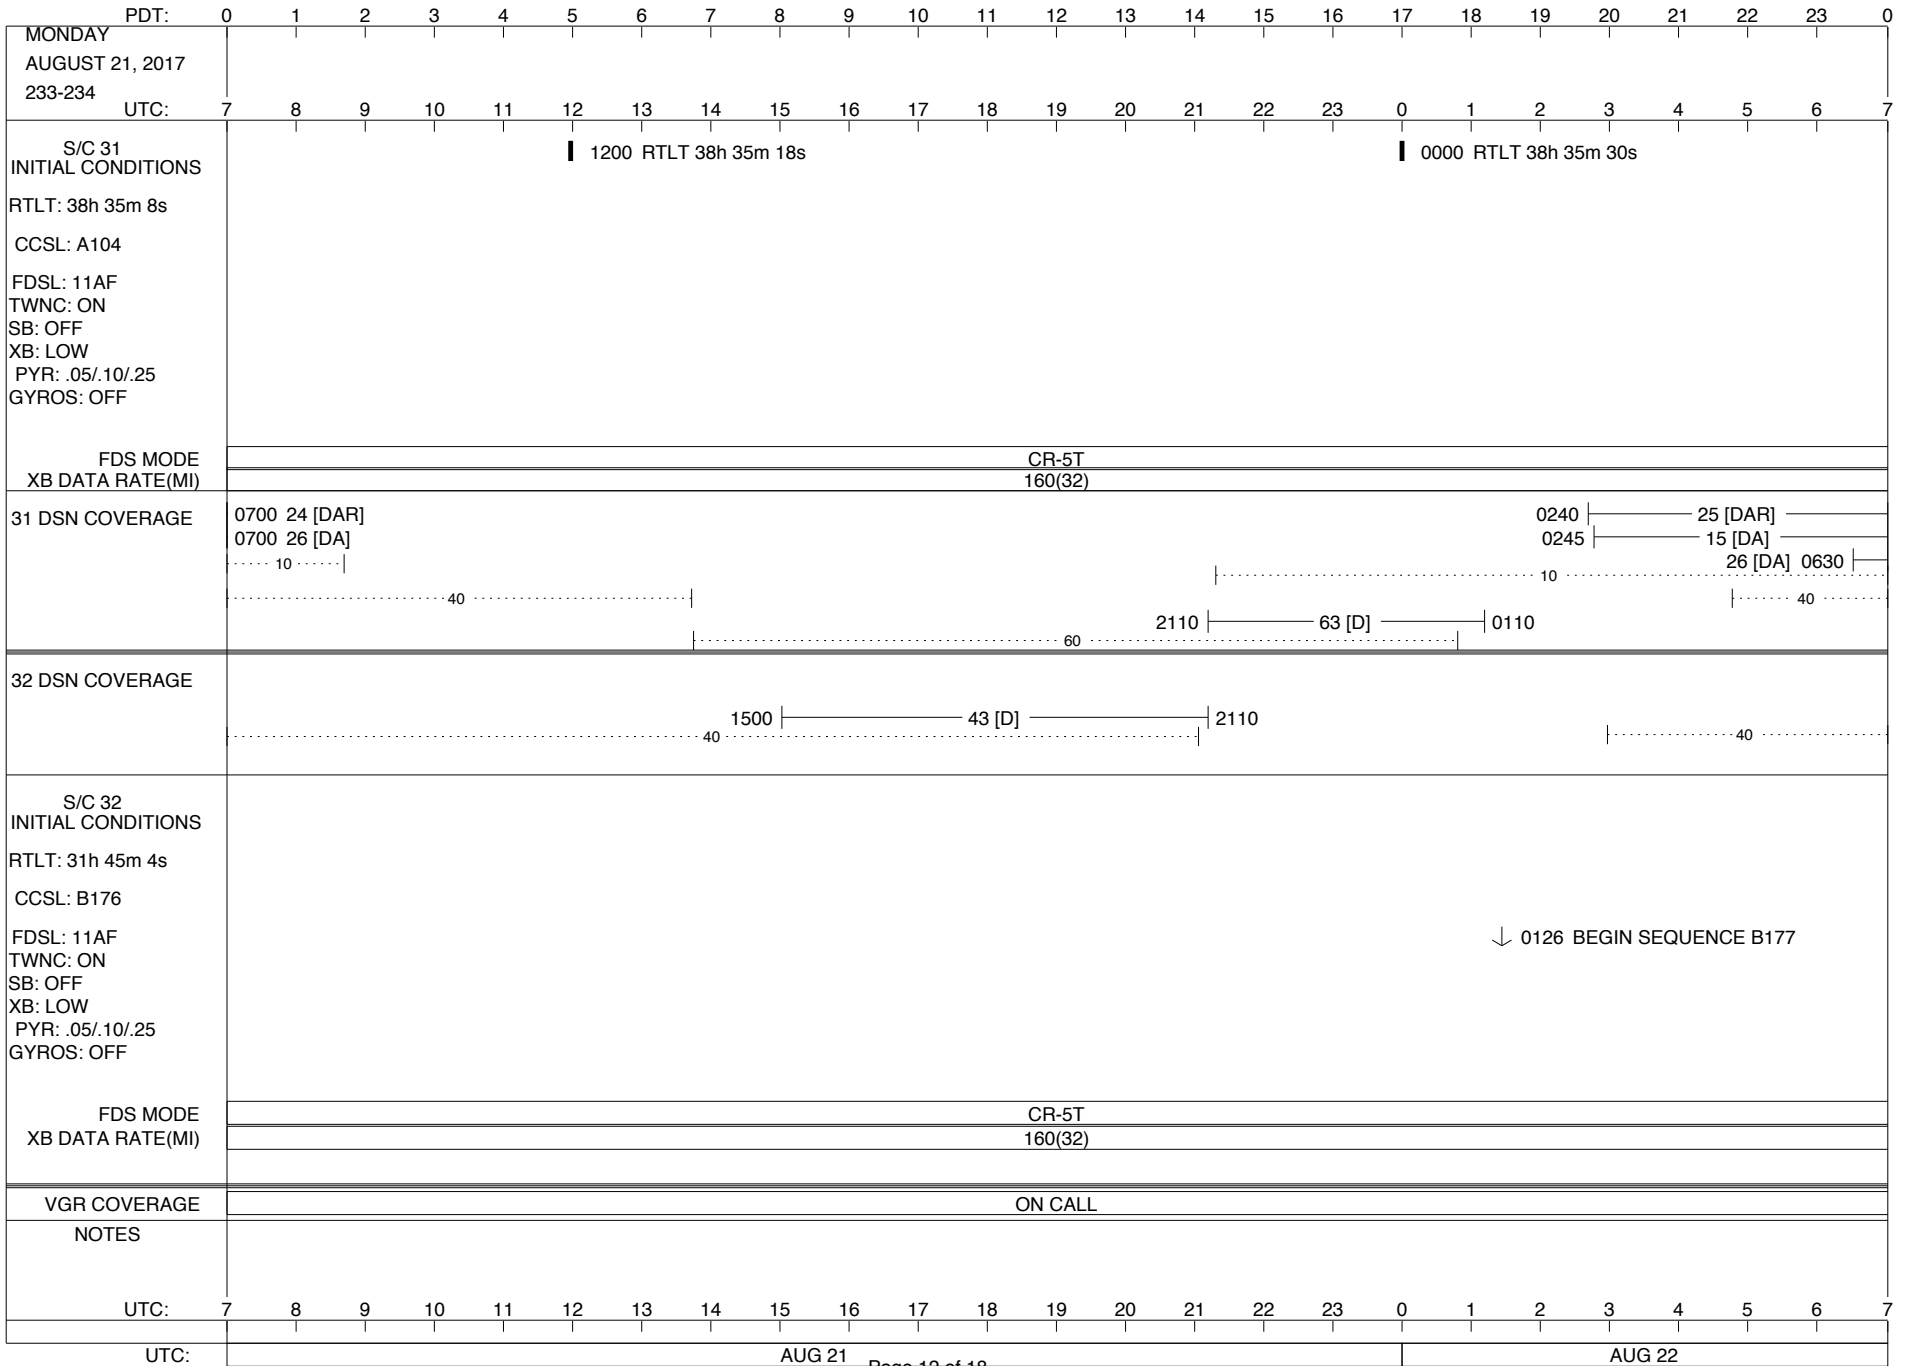 PDT: 0 1 2 3 4 5 6 7 8 9 10 11 12 13 14 15 16 17 18 19 20 21 22 23 0
MONDAY
AUGUST 21, 2017
233-234
UTC: 7 8 9 10 11 12 13 14 15 16 17 18 19 20 21 22 23 0 1 2 3 4 5 6 7
S/C 31
INITIAL CONDITIONS
1200 RTLT 38h 35m 18s
0000 RTLT 38h 35m 30s
RTLT: 38h 35m 8s
CCSL: A104
FDSL: 11AF
TWNC: ON
SB: OFF
XB: LOW
PYR: .05/.10/.25
GYROS: OFF
FDS MODE CR-5T
XB DATA RATE(MI) 160(32)
31 DSN COVERAGE
0700 24 [DAR] 0240 25 [DAR]
0700 26 [DA] 0245 15 [DA]
10 26 [DA] 0630
10
40 40
2110 63 [D] 0110
60
32 DSN COVERAGE
1500 43 [D] 2110
40 40
S/C 32
INITIAL CONDITIONS
RTLT: 31h 45m 4s
CCSL: B176
FDSL: 11AF 0126 BEGIN SEQUENCE B177
TWNC: ON
SB: OFF
XB: LOW
PYR: .05/.10/.25
GYROS: OFF
FDS MODE CR-5T
XB DATA RATE(MI) 160(32)
VGR COVERAGE ON CALL
NOTES
UTC: 7 8 9 10 11 12 13 14 15 16 17 18 19 20 21 22 23 0 1 2 3 4 5 6 7
UTC: AUG 21 AUG 22
Page 12 of 18